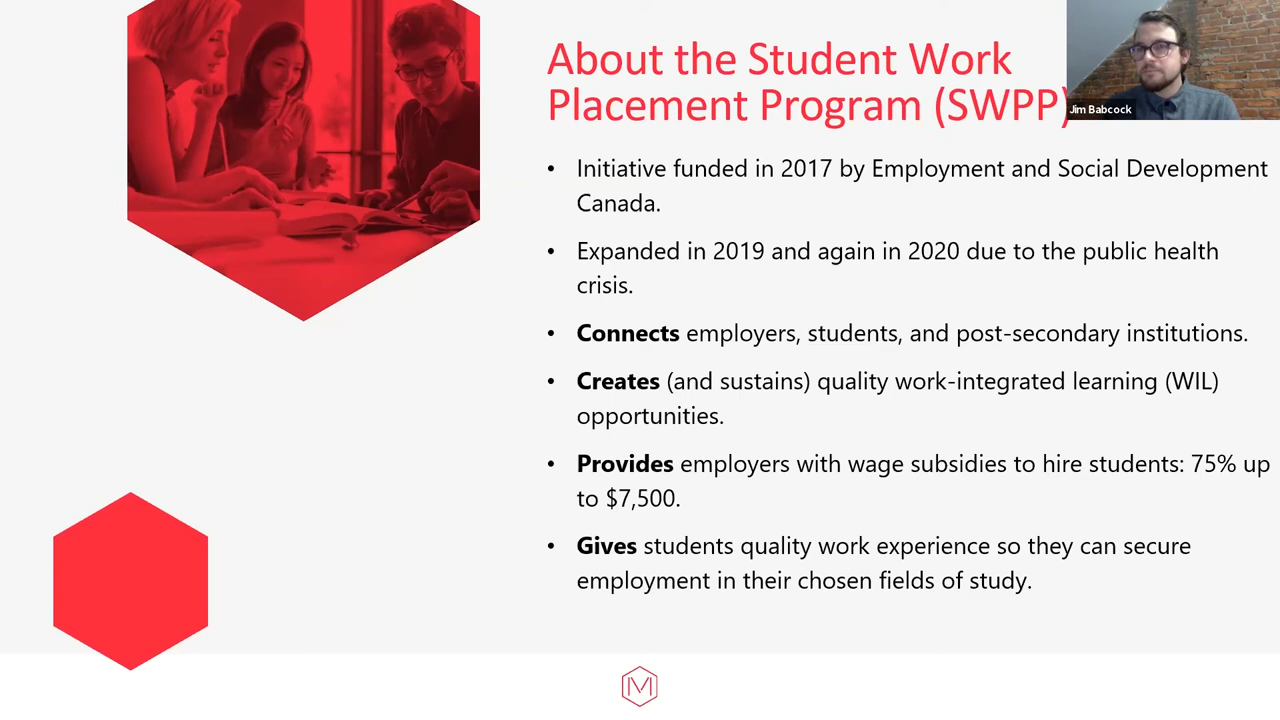 About the Student Work
Placement Program (SWPP)
Jim Babcock
• Initiative funded in 2017 by Employment and Social Development
Canada.
• Expanded in 2019 and again in 2020 due to the public health
crisis.
• Connects employers, students, and post-secondary institutions.
• Creates (and sustains) quality work-integrated learning (WIL)
opportunities.
• Provides employers with wage subsidies to hire students: 75% up
to $7,500.
• Gives students quality work experience so they can secure
employment in their chosen fields of study.